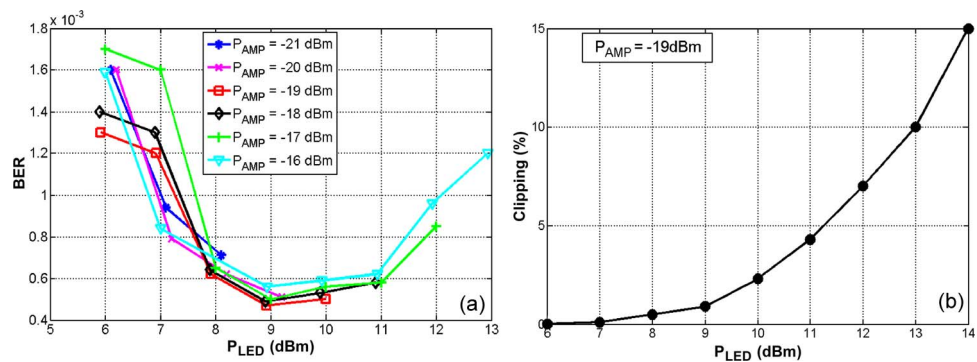 x 10⁻³
1.8
1.6
1.4
1.2
1
0.8
0.6
0.4
BER
5 6 7 8 9 10 11 12 13
P_LED (dBm)
P_AMP = -21 dBm
P_AMP = -20 dBm
P_AMP = -19 dBm
P_AMP = -18 dBm
P_AMP = -17 dBm
P_AMP = -16 dBm
(a)
15
10
5
0
Clipping (%)
6 7 8 9 10 11 12 13 14
P_LED (dBm)
P_AMP = -19dBm
(b)